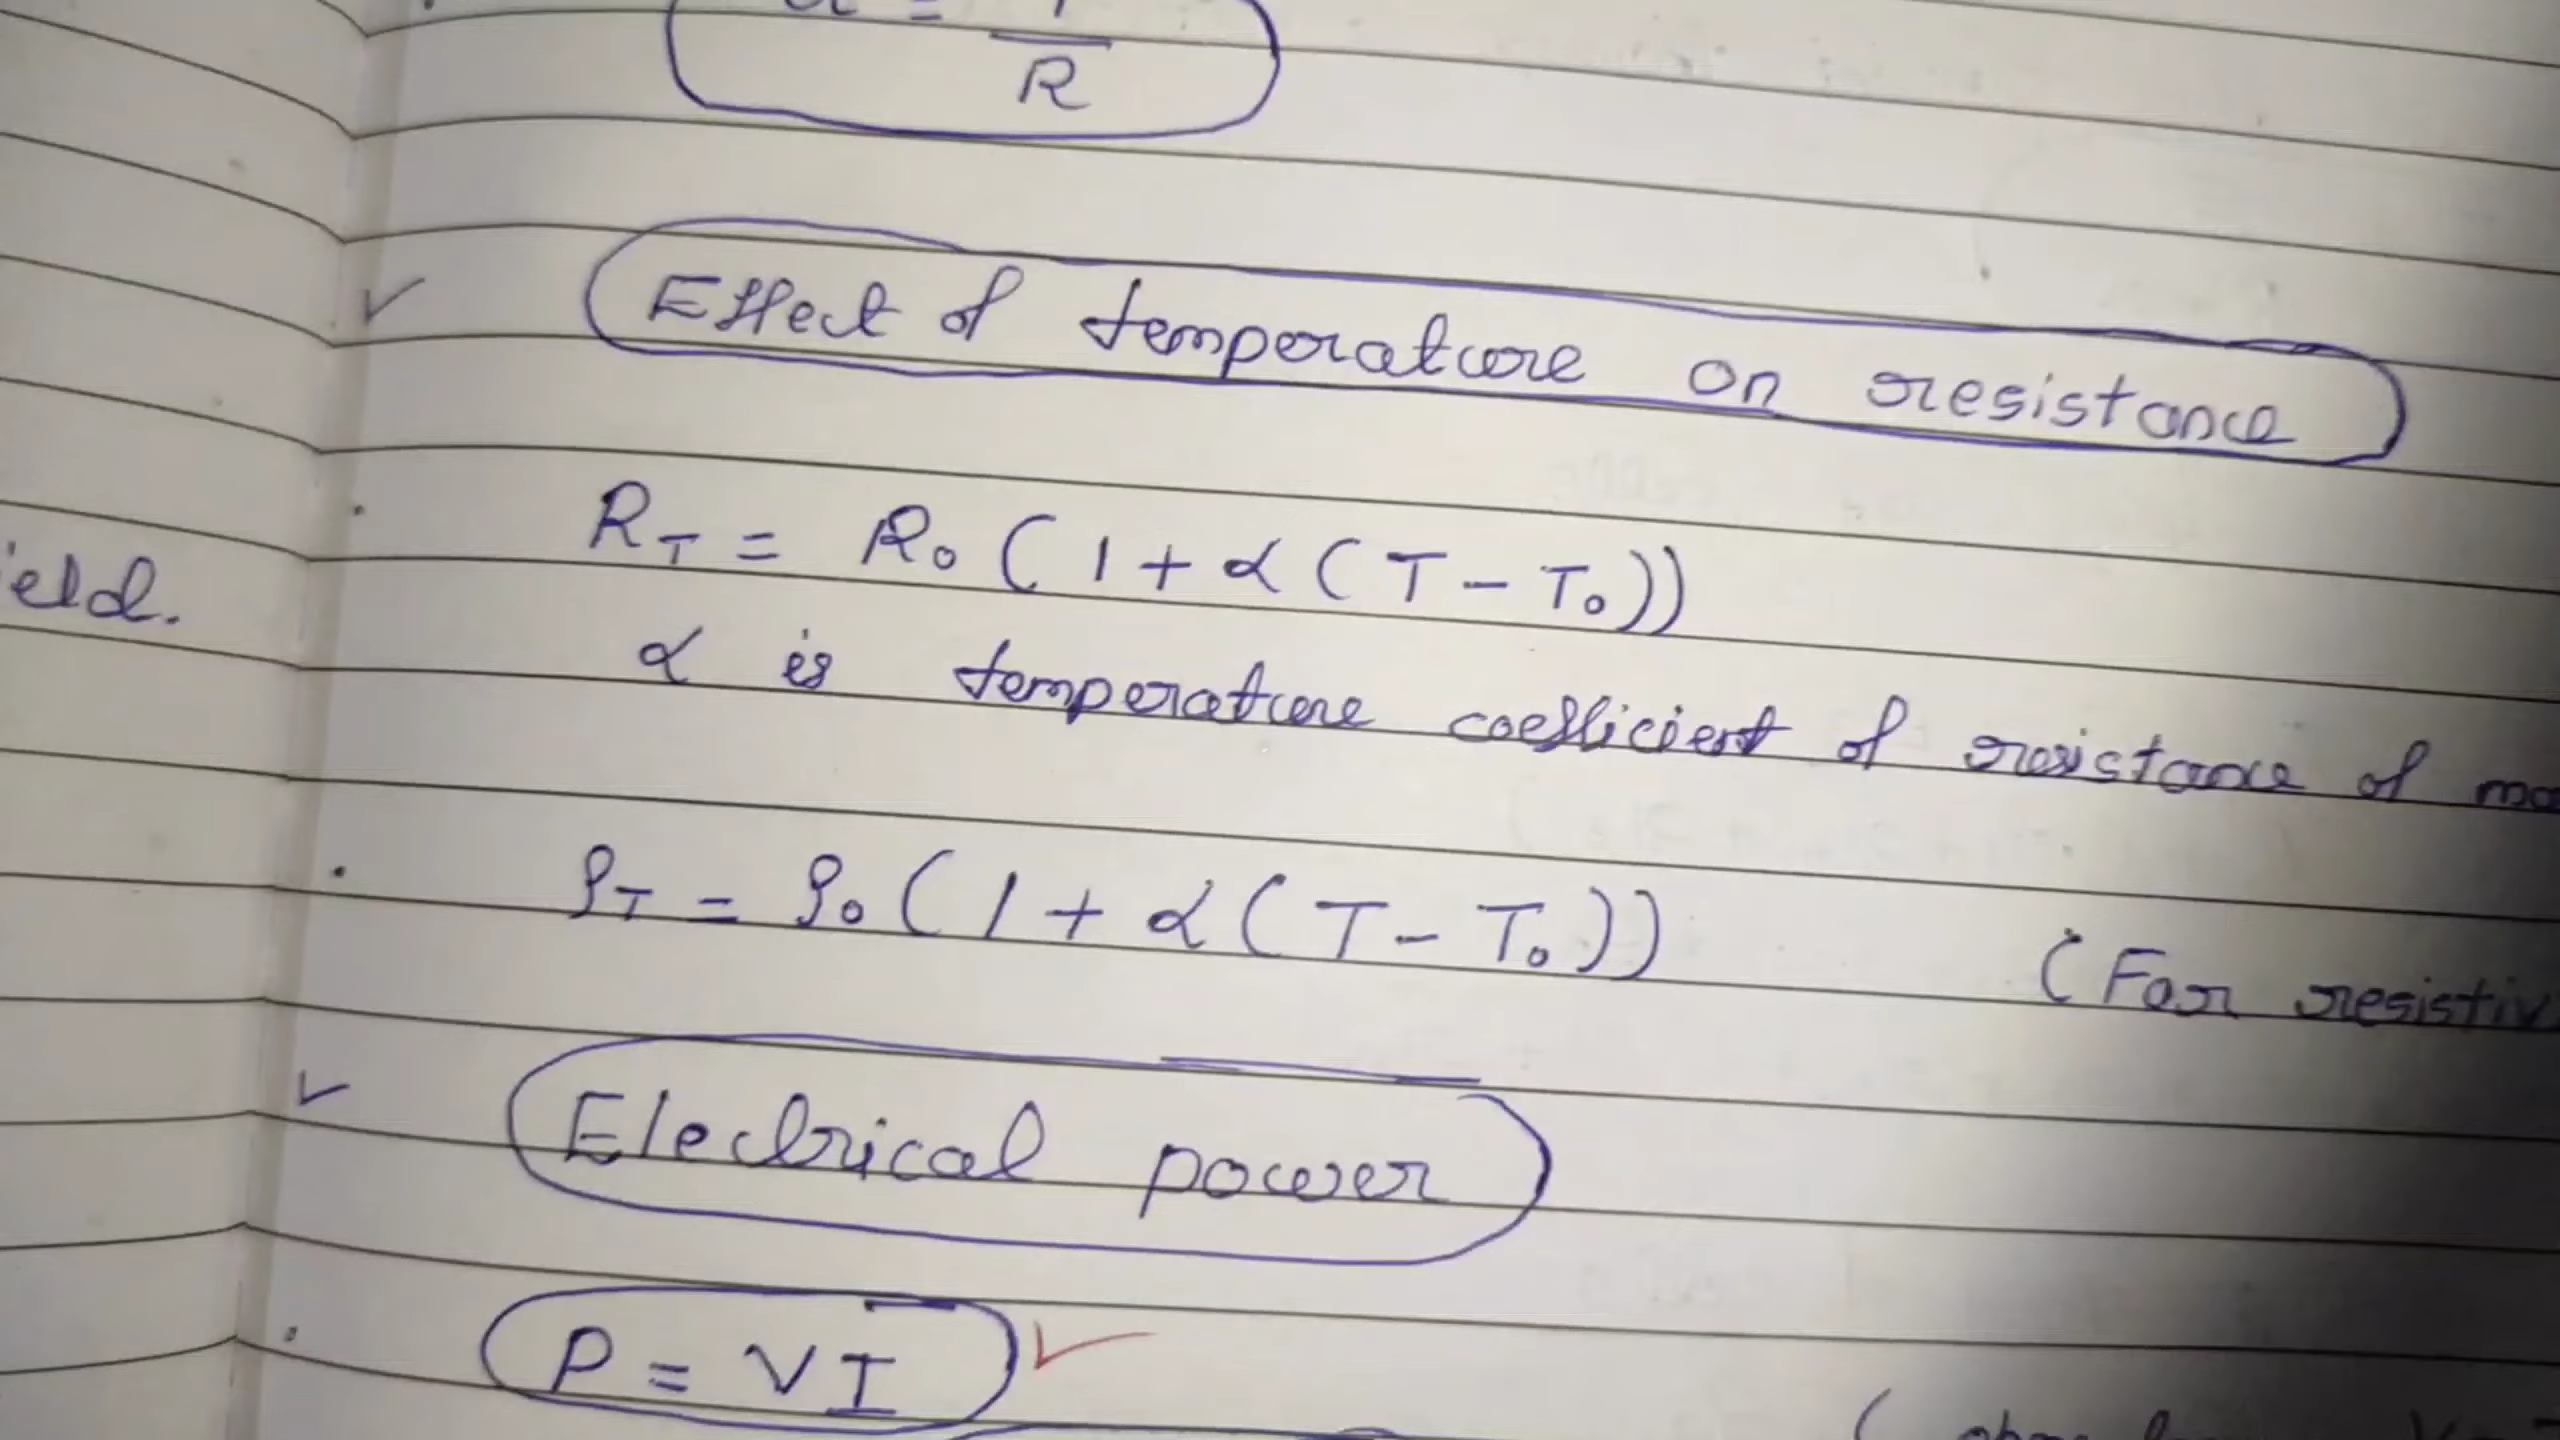 R
Effect of temperature on resistance
R_T = R_0 ( 1 + α ( T - T_0 ))
eld.
α is temperature coefficient of resistance of
ρ_T = ρ_0 ( 1 + α ( T - T_0 )) (For resistiv
Electrical power
P = VI